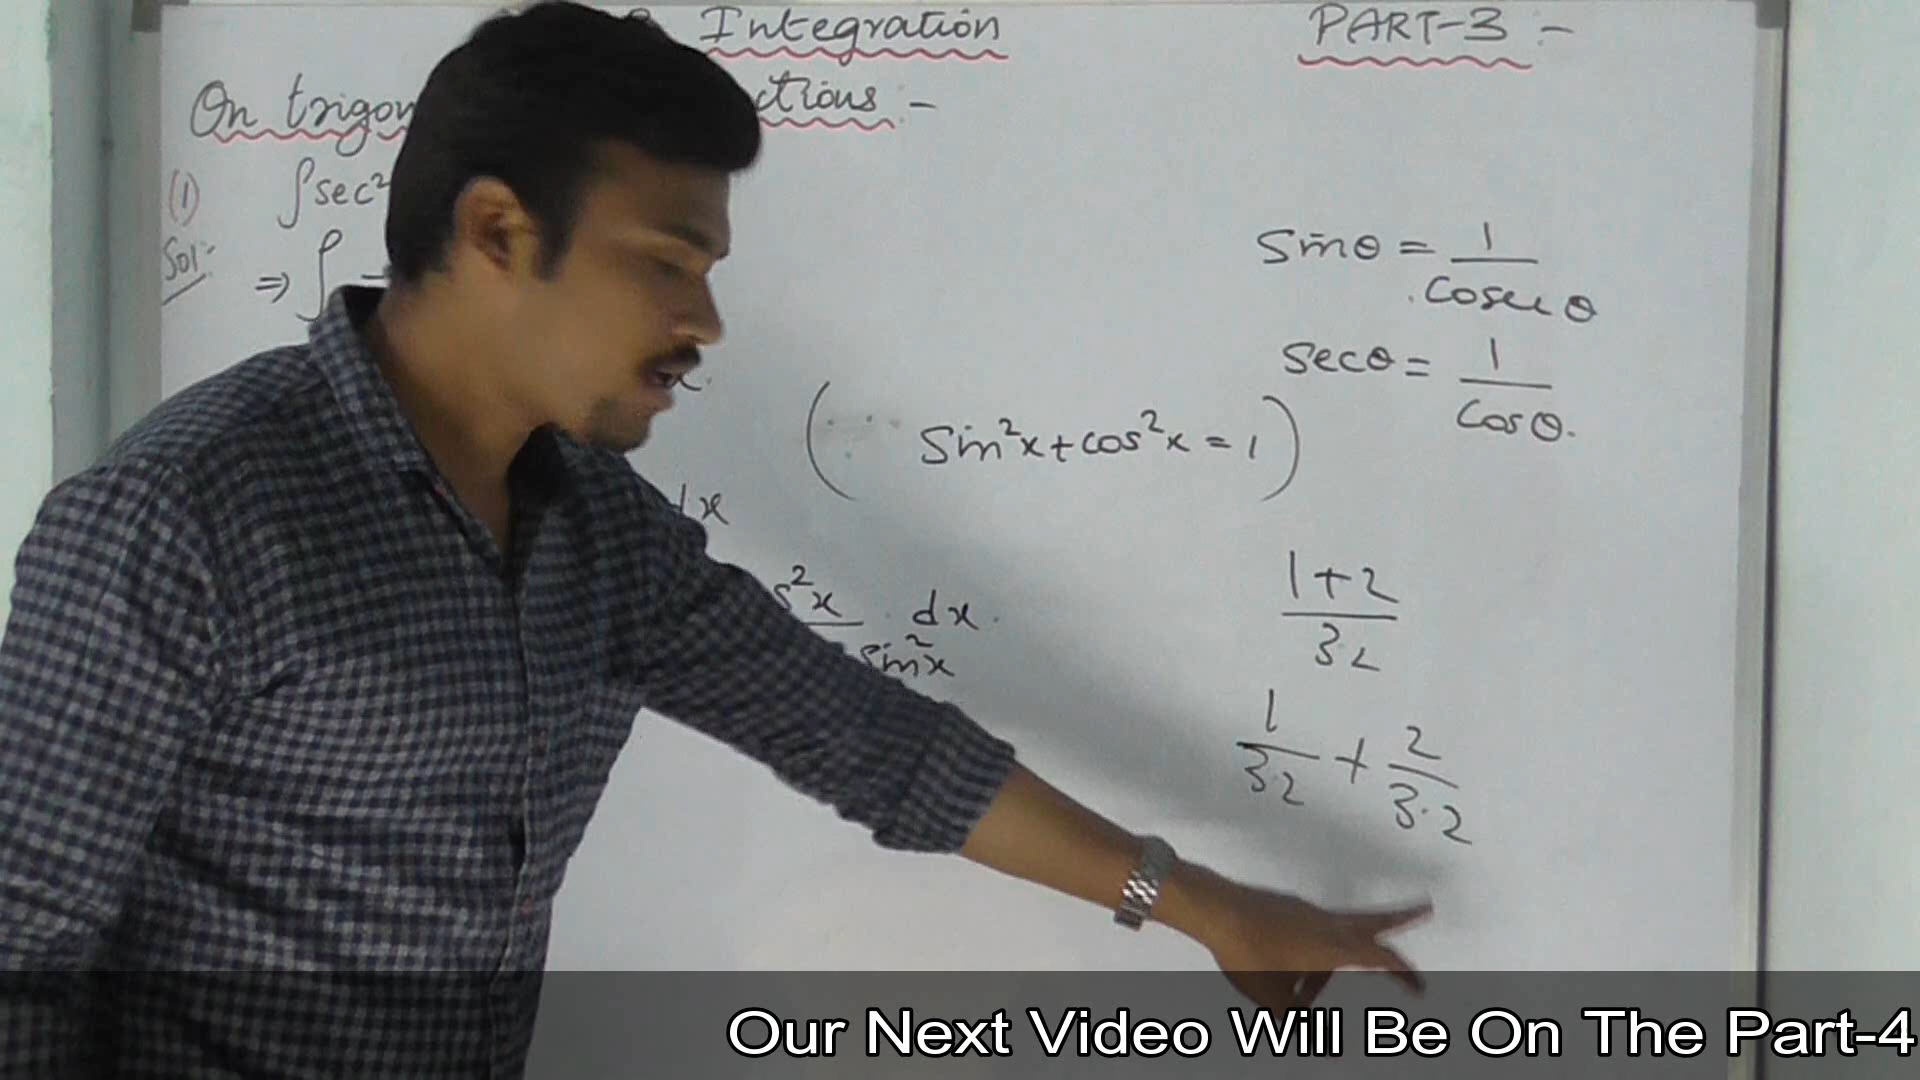 Integration PART-3 :-
On trigon ctions :-
(1) ∫sec²
Sol:
⇒ ∫
x.
(∵ Sin²x + cos²x = 1)
dx
s²x . dx.
Sin²x
Sinθ = 1 / Cosecθ
Secθ = 1 / Cosθ.
1+2 / 3·2
1 / 3·2 + 2 / 3·2
Our Next Video Will Be On The Part-4